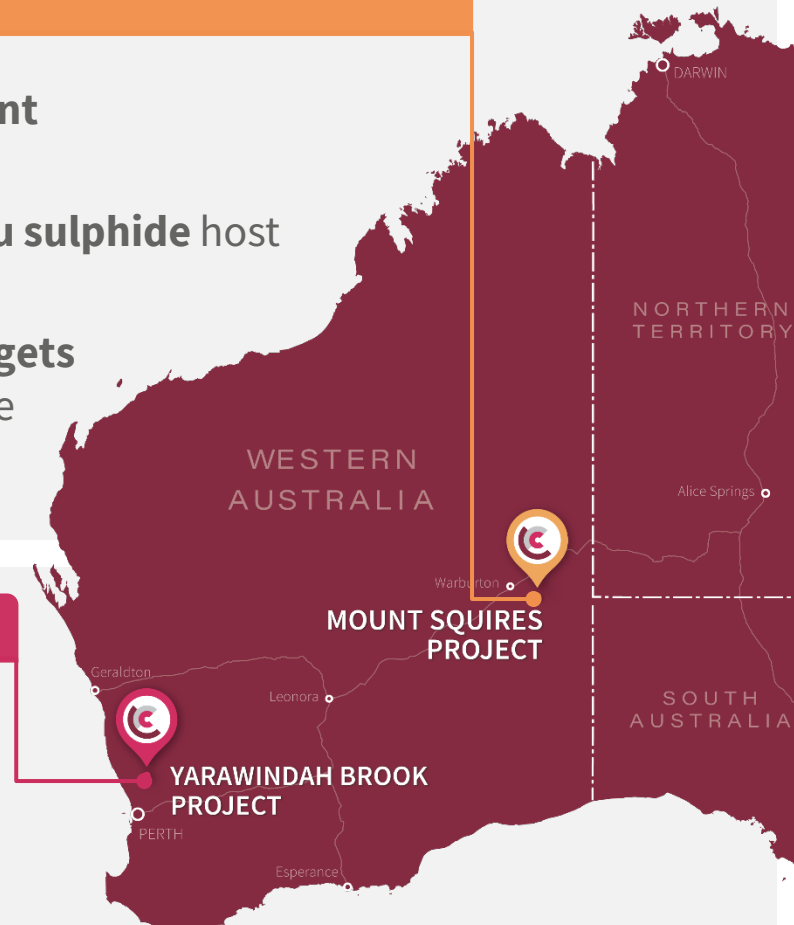 nt
u sulphide host
gets
e
DARWIN
NORTHERN
TERRITORY
WESTERN
AUSTRALIA
Alice Springs
Warburton
MOUNT SQUIRES
PROJECT
Geraldton
Leonora
SOUTH
AUSTRALIA
YARAWINDAH BROOK
PROJECT
PERTH
Esperance